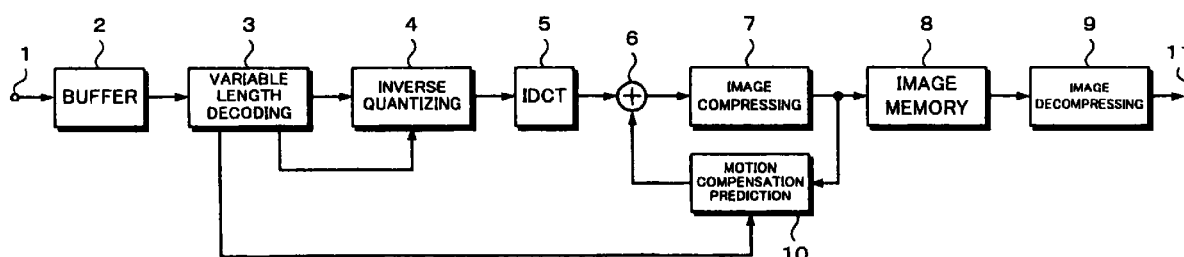 1
2
3
4
5
6
7
8
9
11
BUFFER
VARIABLE
LENGTH
DECODING
INVERSE
QUANTIZING
IDCT
IMAGE
COMPRESSING
IMAGE
MEMORY
IMAGE
DECOMPRESSING
MOTION
COMPENSATION
PREDICTION
10